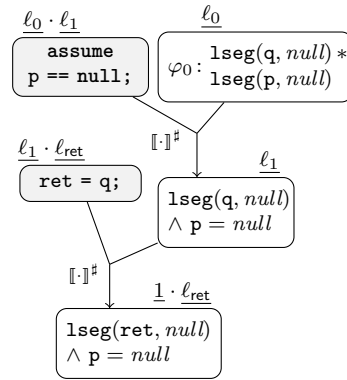 ℓ₀ · ℓ₁
ℓ₀
assume
p == null;
φ₀ : lseg(q, null) *
lseg(p, null)
⟦·⟧♯
ℓ₁ · ℓret
ℓ₁
ret = q;
lseg(q, null)
∧ p = null
⟦·⟧♯
1 · ℓret
lseg(ret, null)
∧ p = null